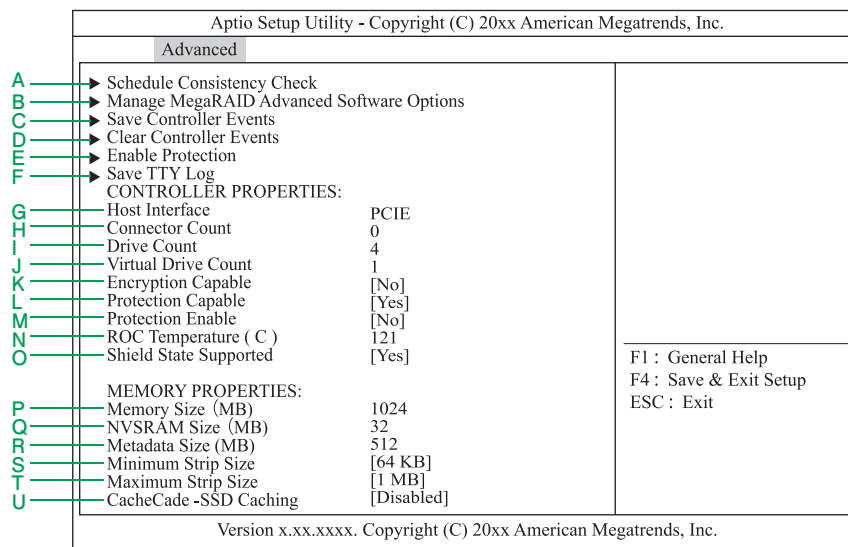 Aptio Setup Utility - Copyright (C) 20xx American Megatrends, Inc.
Advanced
A ▶ Schedule Consistency Check
B ▶ Manage MegaRAID Advanced Software Options
C ▶ Save Controller Events
D ▶ Clear Controller Events
E ▶ Enable Protection
F ▶ Save TTY Log
CONTROLLER PROPERTIES:
G Host Interface PCIE
H Connector Count 0
I Drive Count 4
J Virtual Drive Count 1
K Encryption Capable [No]
L Protection Capable [Yes]
M Protection Enable [No]
N ROC Temperature ( C ) 121
O Shield State Supported [Yes]
MEMORY PROPERTIES:
P Memory Size (MB) 1024
Q NVSRAM Size (MB) 32
R Metadata Size (MB) 512
S Minimum Strip Size [64 KB]
T Maximum Strip Size [1 MB]
U CacheCade -SSD Caching [Disabled]
F1 : General Help
F4 : Save & Exit Setup
ESC : Exit
Version x.xx.xxxx. Copyright (C) 20xx American Megatrends, Inc.